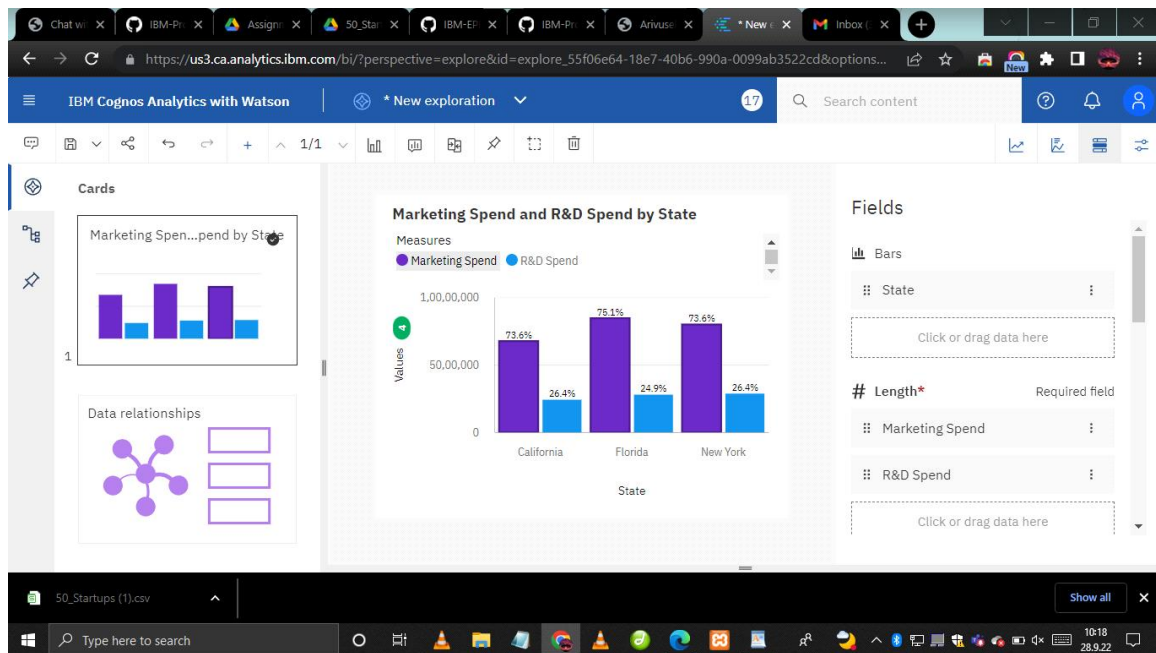 Chat wi
IBM-Pr
Assignm
50_Star
IBM-EP
IBM-Pr
Arivuse
* New e
Inbox (
https://us3.ca.analytics.ibm.com/bi/?perspective=explore&id=explore_55f06e64-18e7-40b6-990a-0099ab3522cd&options...
New
IBM Cognos Analytics with Watson
* New exploration
17
Search content
1/1
Cards
Marketing Spen...pend by State
1
Data relationships
Marketing Spend and R&D Spend by State
Measures
Marketing Spend R&D Spend
1,00,00,000
50,00,000
0
Values
4
73.6%
26.4%
75.1%
24.9%
73.6%
26.4%
California Florida New York
State
Fields
Bars
State
Click or drag data here
# Length* Required field
Marketing Spend
R&D Spend
Click or drag data here
50_Startups (1).csv
Show all
Type here to search
10:18
28.9.22